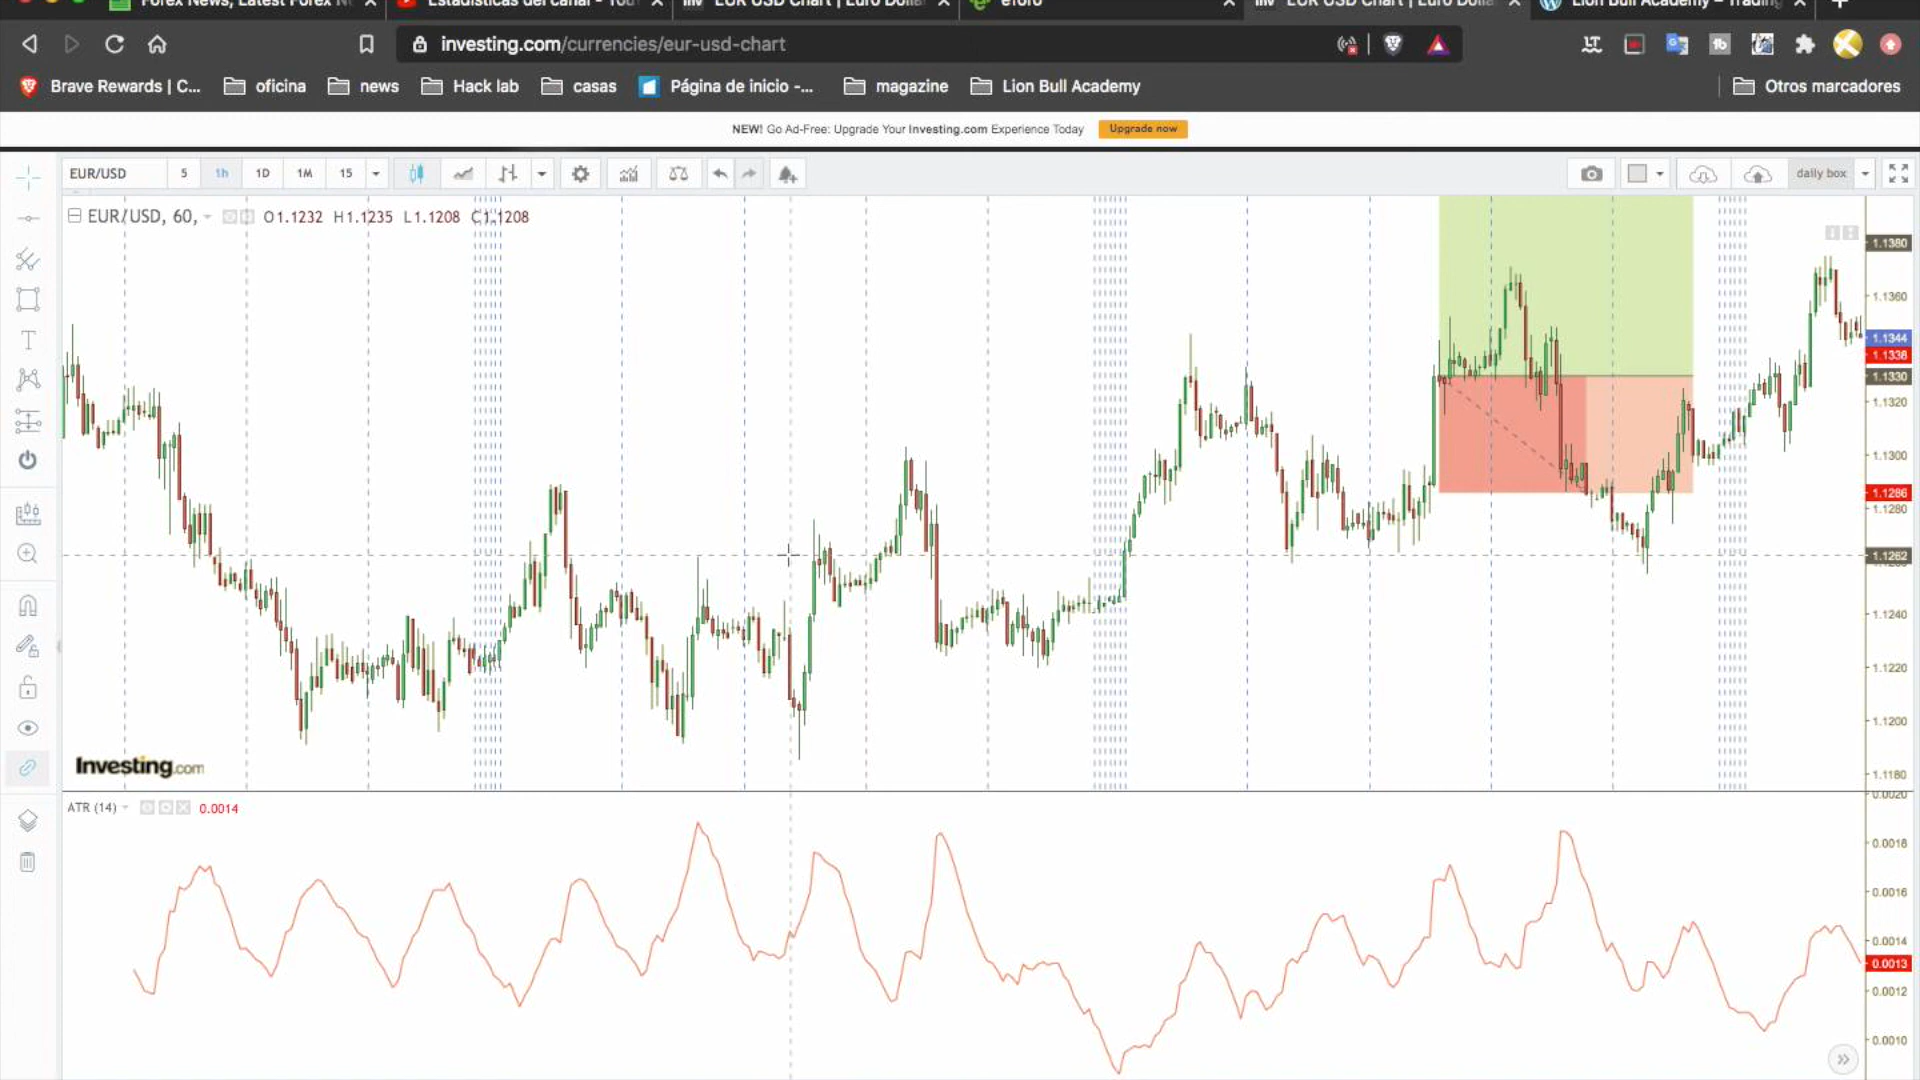 Forex News, Latest Forex N
Estadísticas del canal - You
EUR USD Chart | Euro Dolla
eToro
EUR USD Chart | Euro Dolla
Lion Bull Academy – Trading
investing.com/currencies/eur-usd-chart
Brave Rewards | C...
oficina
news
Hack lab
casas
Página de inicio -...
magazine
Lion Bull Academy
Otros marcadores
NEW! Go Ad-Free: Upgrade Your Investing.com Experience Today
Upgrade now
EUR/USD 5 1h 1D 1M 15
daily box
EUR/USD, 60, O1.1232 H1.1235 L1.1208 C1.1208
1.1380
1.1360
1.1344
1.1338
1.1330
1.1320
1.1300
1.1286
1.1280
1.1262
1.1240
1.1220
1.1200
1.1180
Investing.com
ATR (14) 0.0014
0.0020
0.0018
0.0016
0.0014
0.0013
0.0012
0.0010